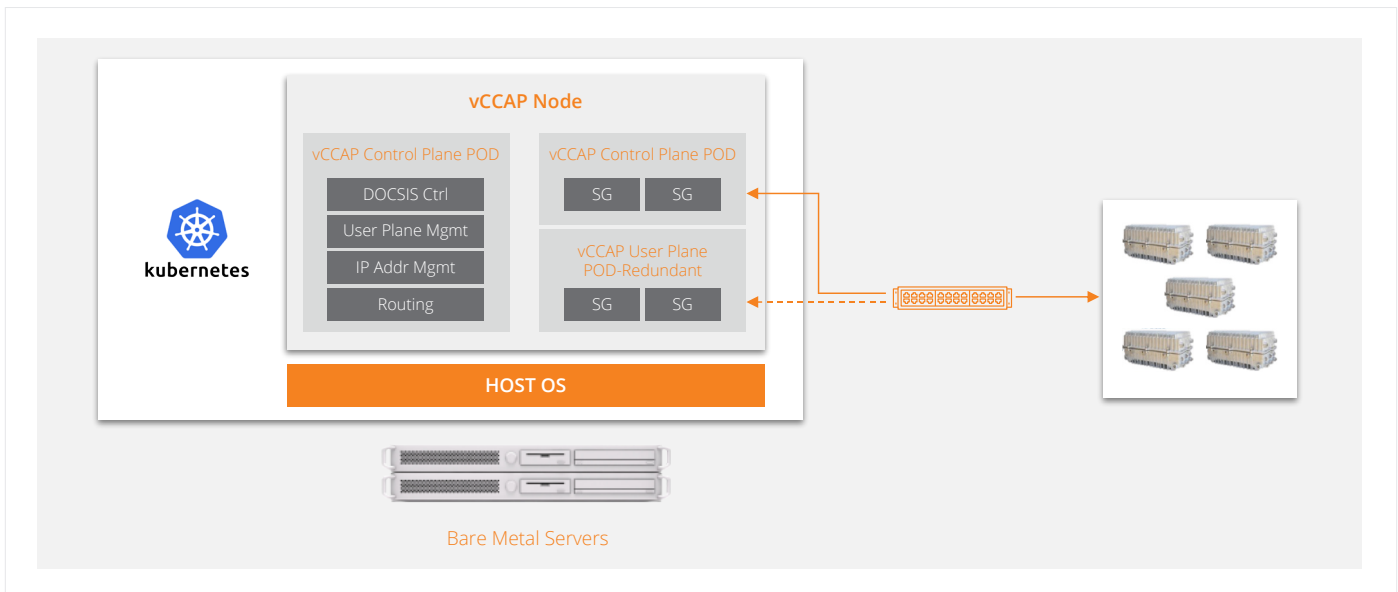 vCCAP Node
vCCAP Control Plane POD
DOCSIS Ctrl
User Plane Mgmt
IP Addr Mgmt
Routing
vCCAP Control Plane POD
SG SG
vCCAP User Plane
POD-Redundant
SG SG
kubernetes
HOST OS
Bare Metal Servers